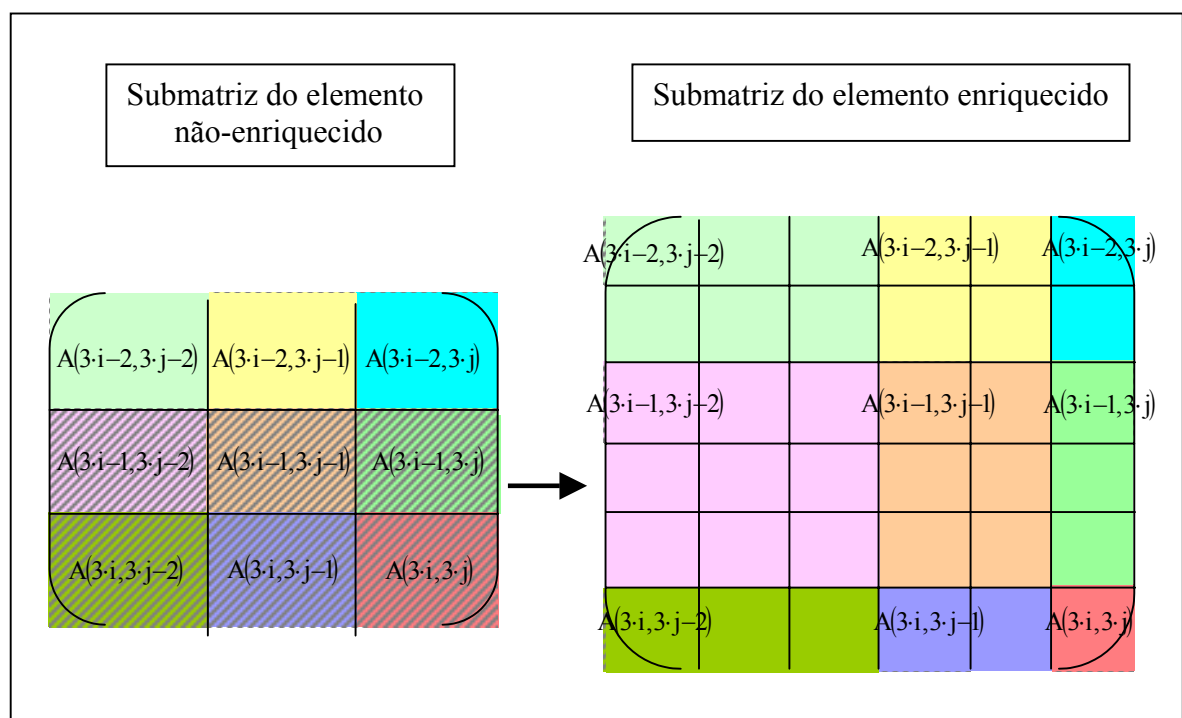 Submatriz do elemento
não-enriquecido
Submatriz do elemento enriquecido
A(3·i−2,3·j−2) A(3·i−2,3·j−1) A(3·i−2,3·j)
A(3·i−1,3·j−2) A(3·i−1,3·j−1) A(3·i−1,3·j)
A(3·i,3·j−2) A(3·i,3·j−1) A(3·i,3·j)
A(3·i−2,3·j−2) A(3·i−2,3·j−1) A(3·i−2,3·j)
A(3·i−1,3·j−2) A(3·i−1,3·j−1) A(3·i−1,3·j)
A(3·i,3·j−2) A(3·i,3·j−1) A(3·i,3·j)